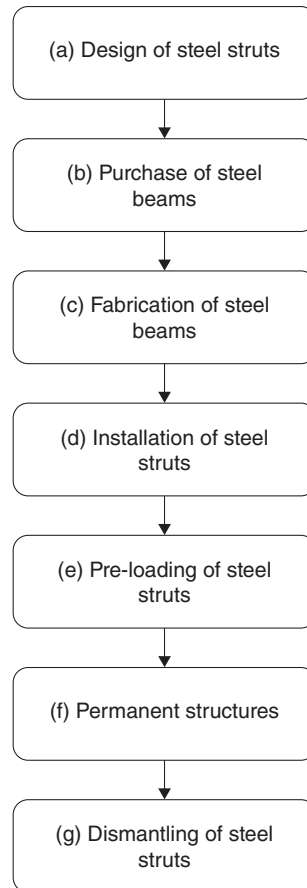 (a) Design of steel struts
(b) Purchase of steel
beams
(c) Fabrication of steel
beams
(d) Installation of steel
struts
(e) Pre-loading of steel
struts
(f) Permanent structures
(g) Dismantling of steel
struts